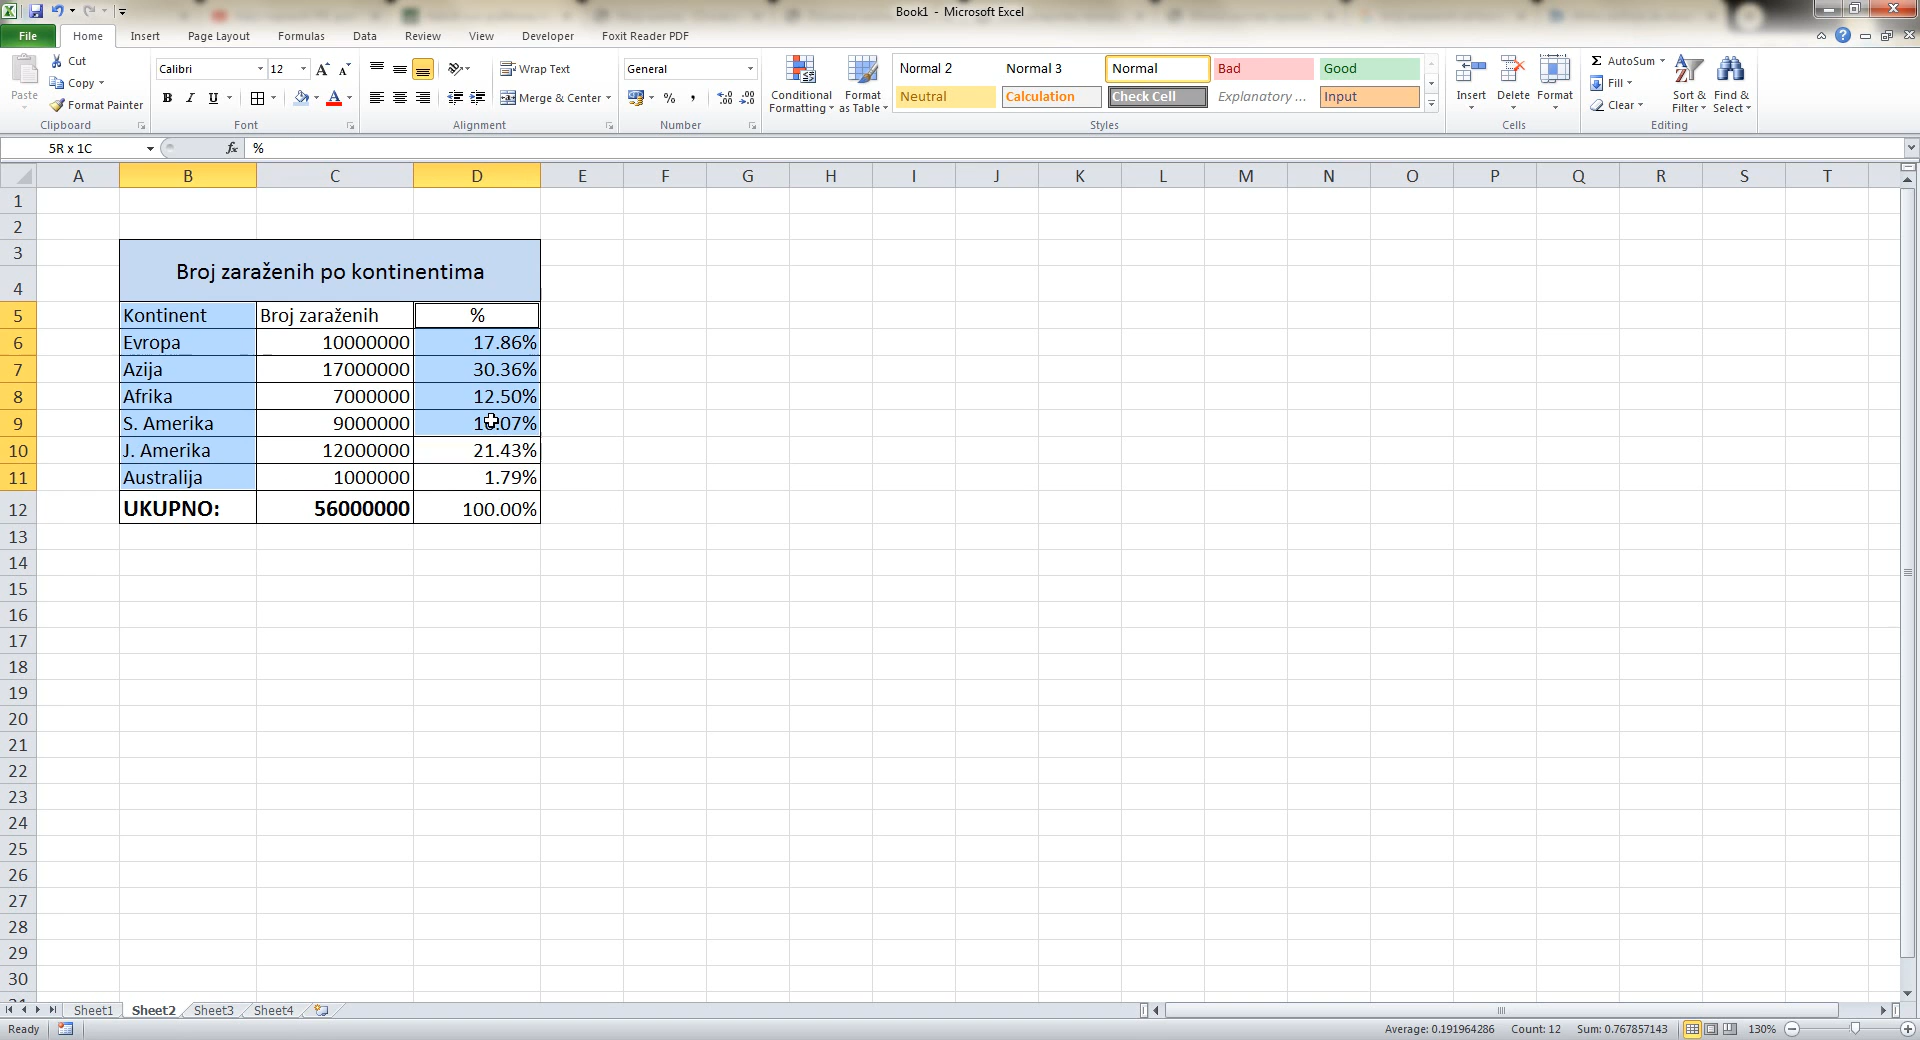 Book1 - Microsoft Excel
File Home Insert Page Layout Formulas Data Review View Developer Foxit Reader PDF
Cut
Copy
Format Painter
Paste
Clipboard
Calibri 12
B I U
Font
Wrap Text
Merge & Center
Alignment
General
% ,
Number
Conditional Formatting
Format as Table
Normal 2 Normal 3 Normal Bad Good
Neutral Calculation Check Cell Explanatory ... Input
Styles
Insert Delete Format
Cells
Σ AutoSum
Fill
Clear
Sort & Filter
Find & Select
Editing
5R x 1C fx %
A B C D E F G H I J K L M N O P Q R S T
1
2
3
4 Broj zaraženih po kontinentima
5 Kontinent Broj zaraženih %
6 Evropa 10000000 17.86%
7 Azija 17000000 30.36%
8 Afrika 7000000 12.50%
9 S. Amerika 9000000
10 J. Amerika 12000000 21.43%
11 Australija 1000000 1.79%
12 UKUPNO: 56000000 100.00%
13
14
15
16
17
18
19
20
21
22
23
24
25
26
27
28
29
30
Sheet1 Sheet2 Sheet3 Sheet4
Ready Average: 0.191964286 Count: 12 Sum: 0.767857143 130%